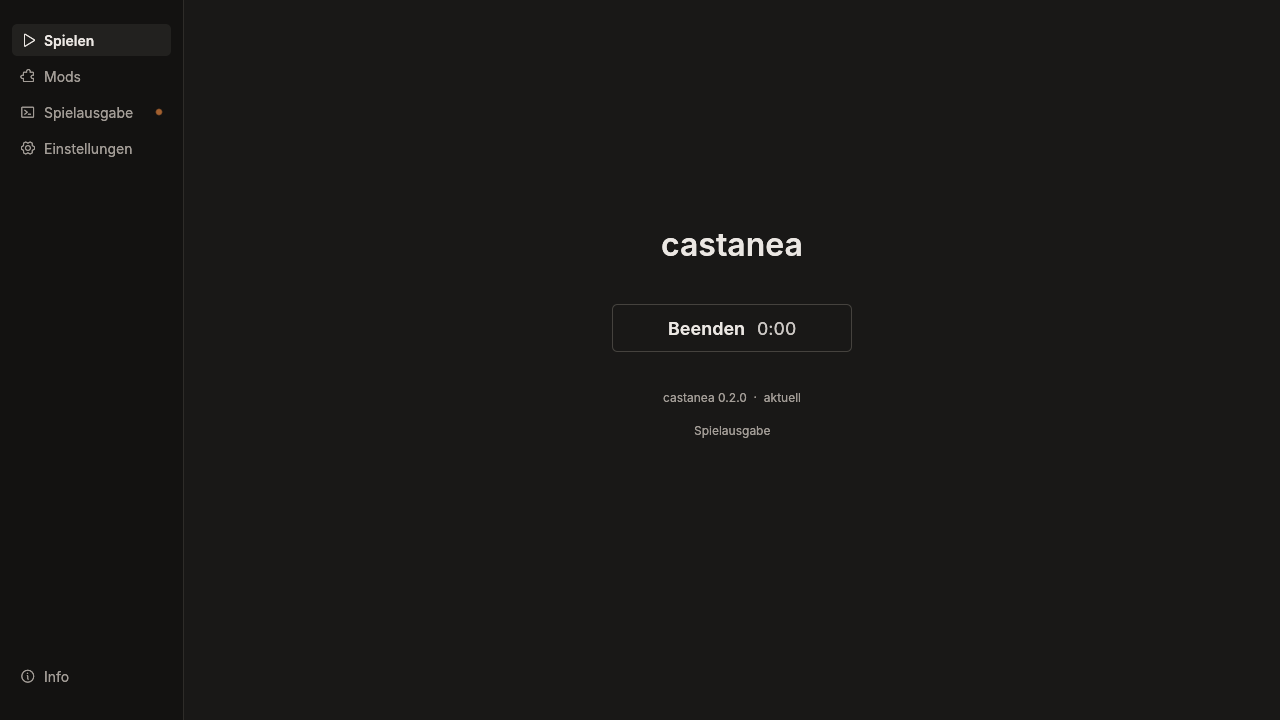 Spielen
Mods
Spielausgabe
Einstellungen
castanea
Beenden 0:00
castanea 0.2.0 · aktuell
Spielausgabe
Info